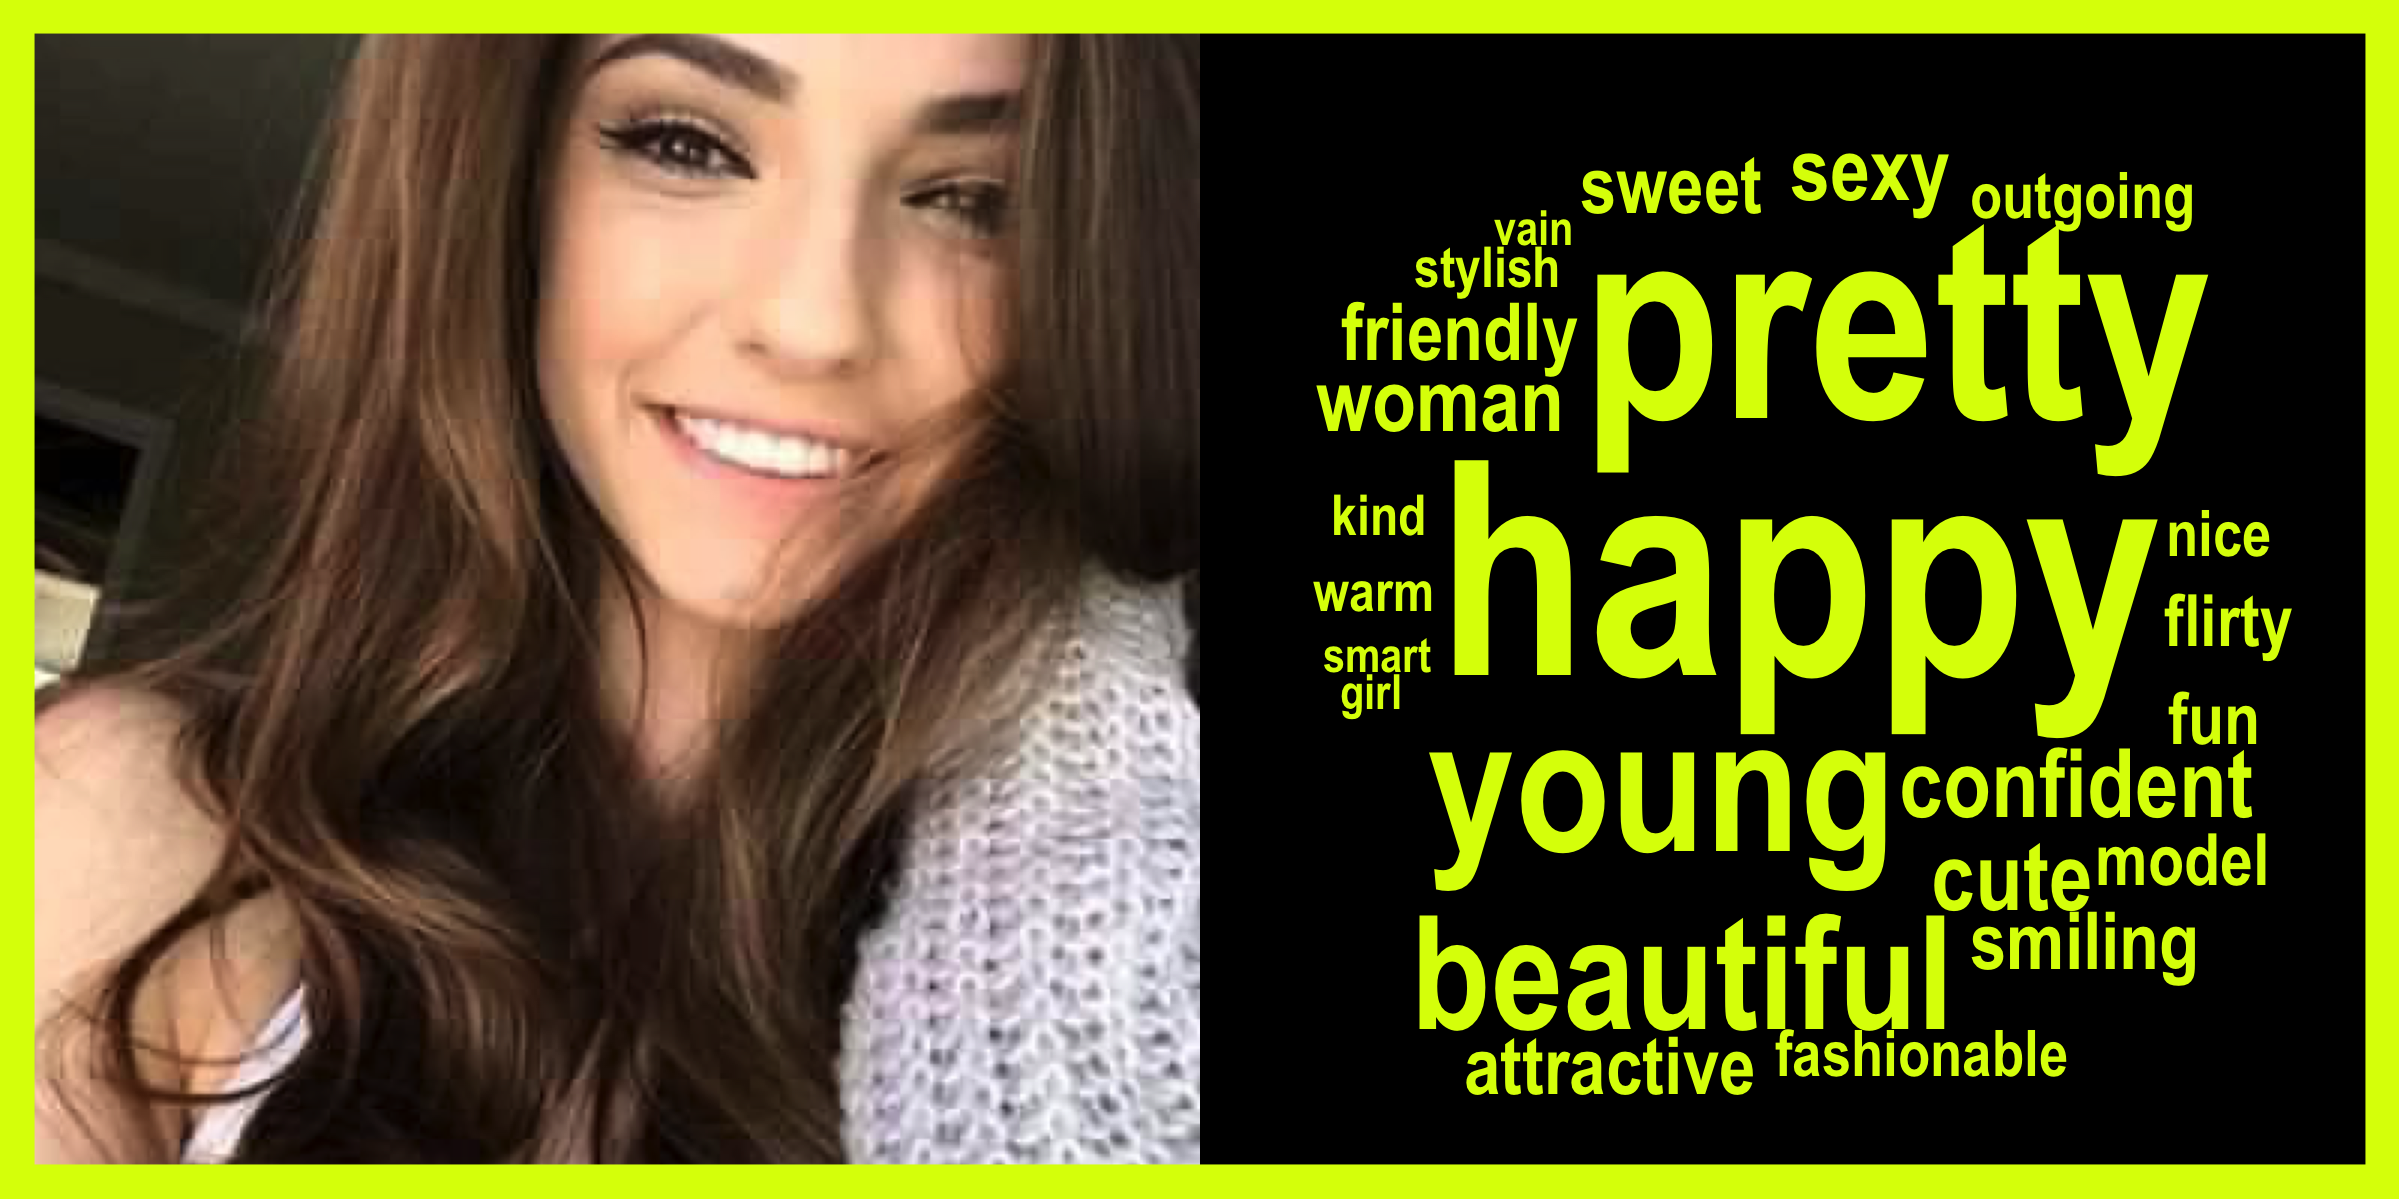 sweet sexy outgoing
vain
stylish
friendly
pretty
woman
kind
happy
nice
warm
flirty
smart
girl
fun
young
confident
cute
model
beautiful
smiling
attractive fashionable